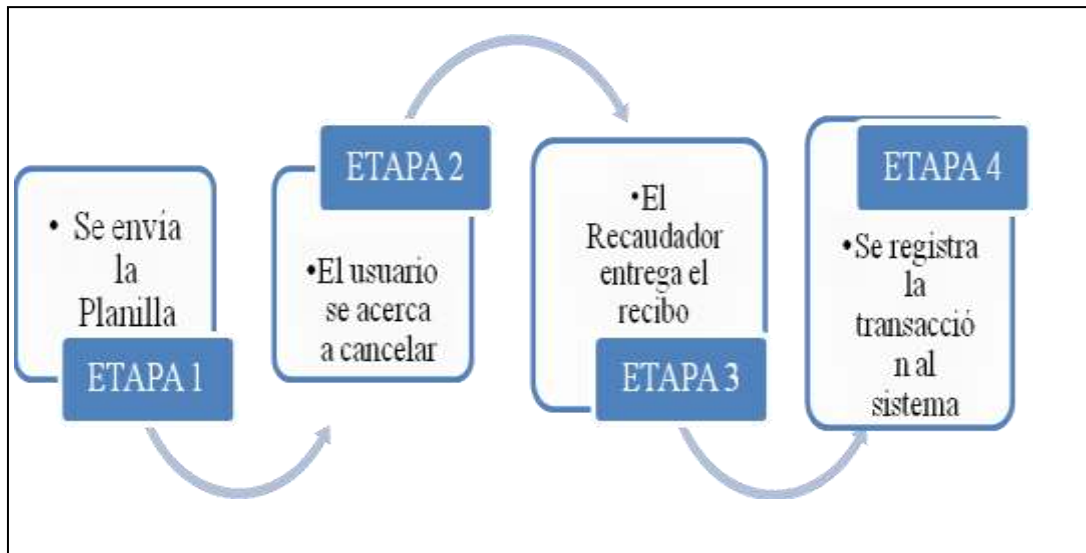 • Se envía
la
Planilla
ETAPA 1
ETAPA 2
•El usuario
se acerca
a cancelar
•El
Recaudador
entrega el
recibo
ETAPA 3
ETAPA 4
•Se registra
la
transacció
n al
sistema